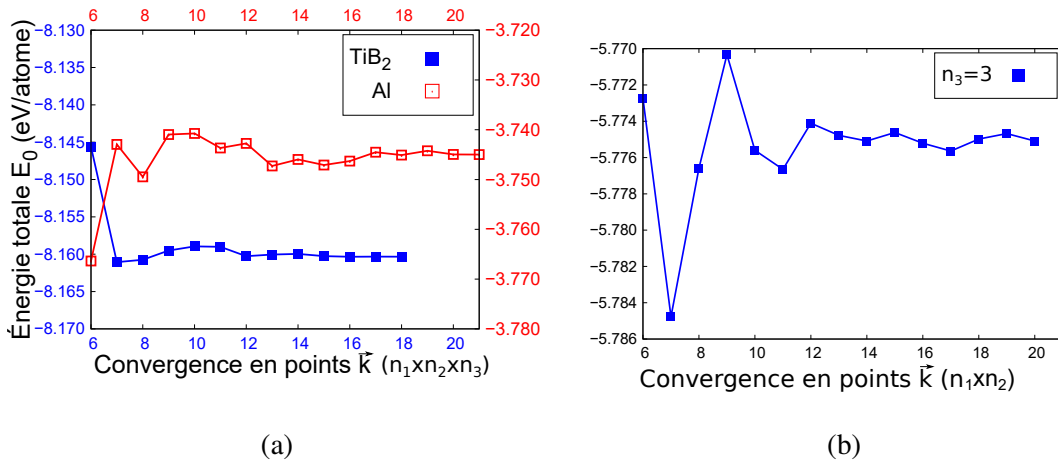 6 8 10 12 14 16 18 20
−8.130 −3.720
−8.135
−8.140 −3.730
−8.145 −3.740
−8.150 −3.750
−8.155 −3.760
−8.160
−8.165 −3.770
−8.170 −3.780
TiB2
Al
Énergie totale E0 (eV/atome)
6 8 10 12 14 16 18 20
Convergence en points k⃗ (n1xn2xn3)
(a)
−5.770
−5.772
−5.774
−5.776
−5.778
−5.780
−5.782
−5.784
−5.786
n3=3
6 8 10 12 14 16 18 20
Convergence en points k⃗ (n1xn2)
(b)